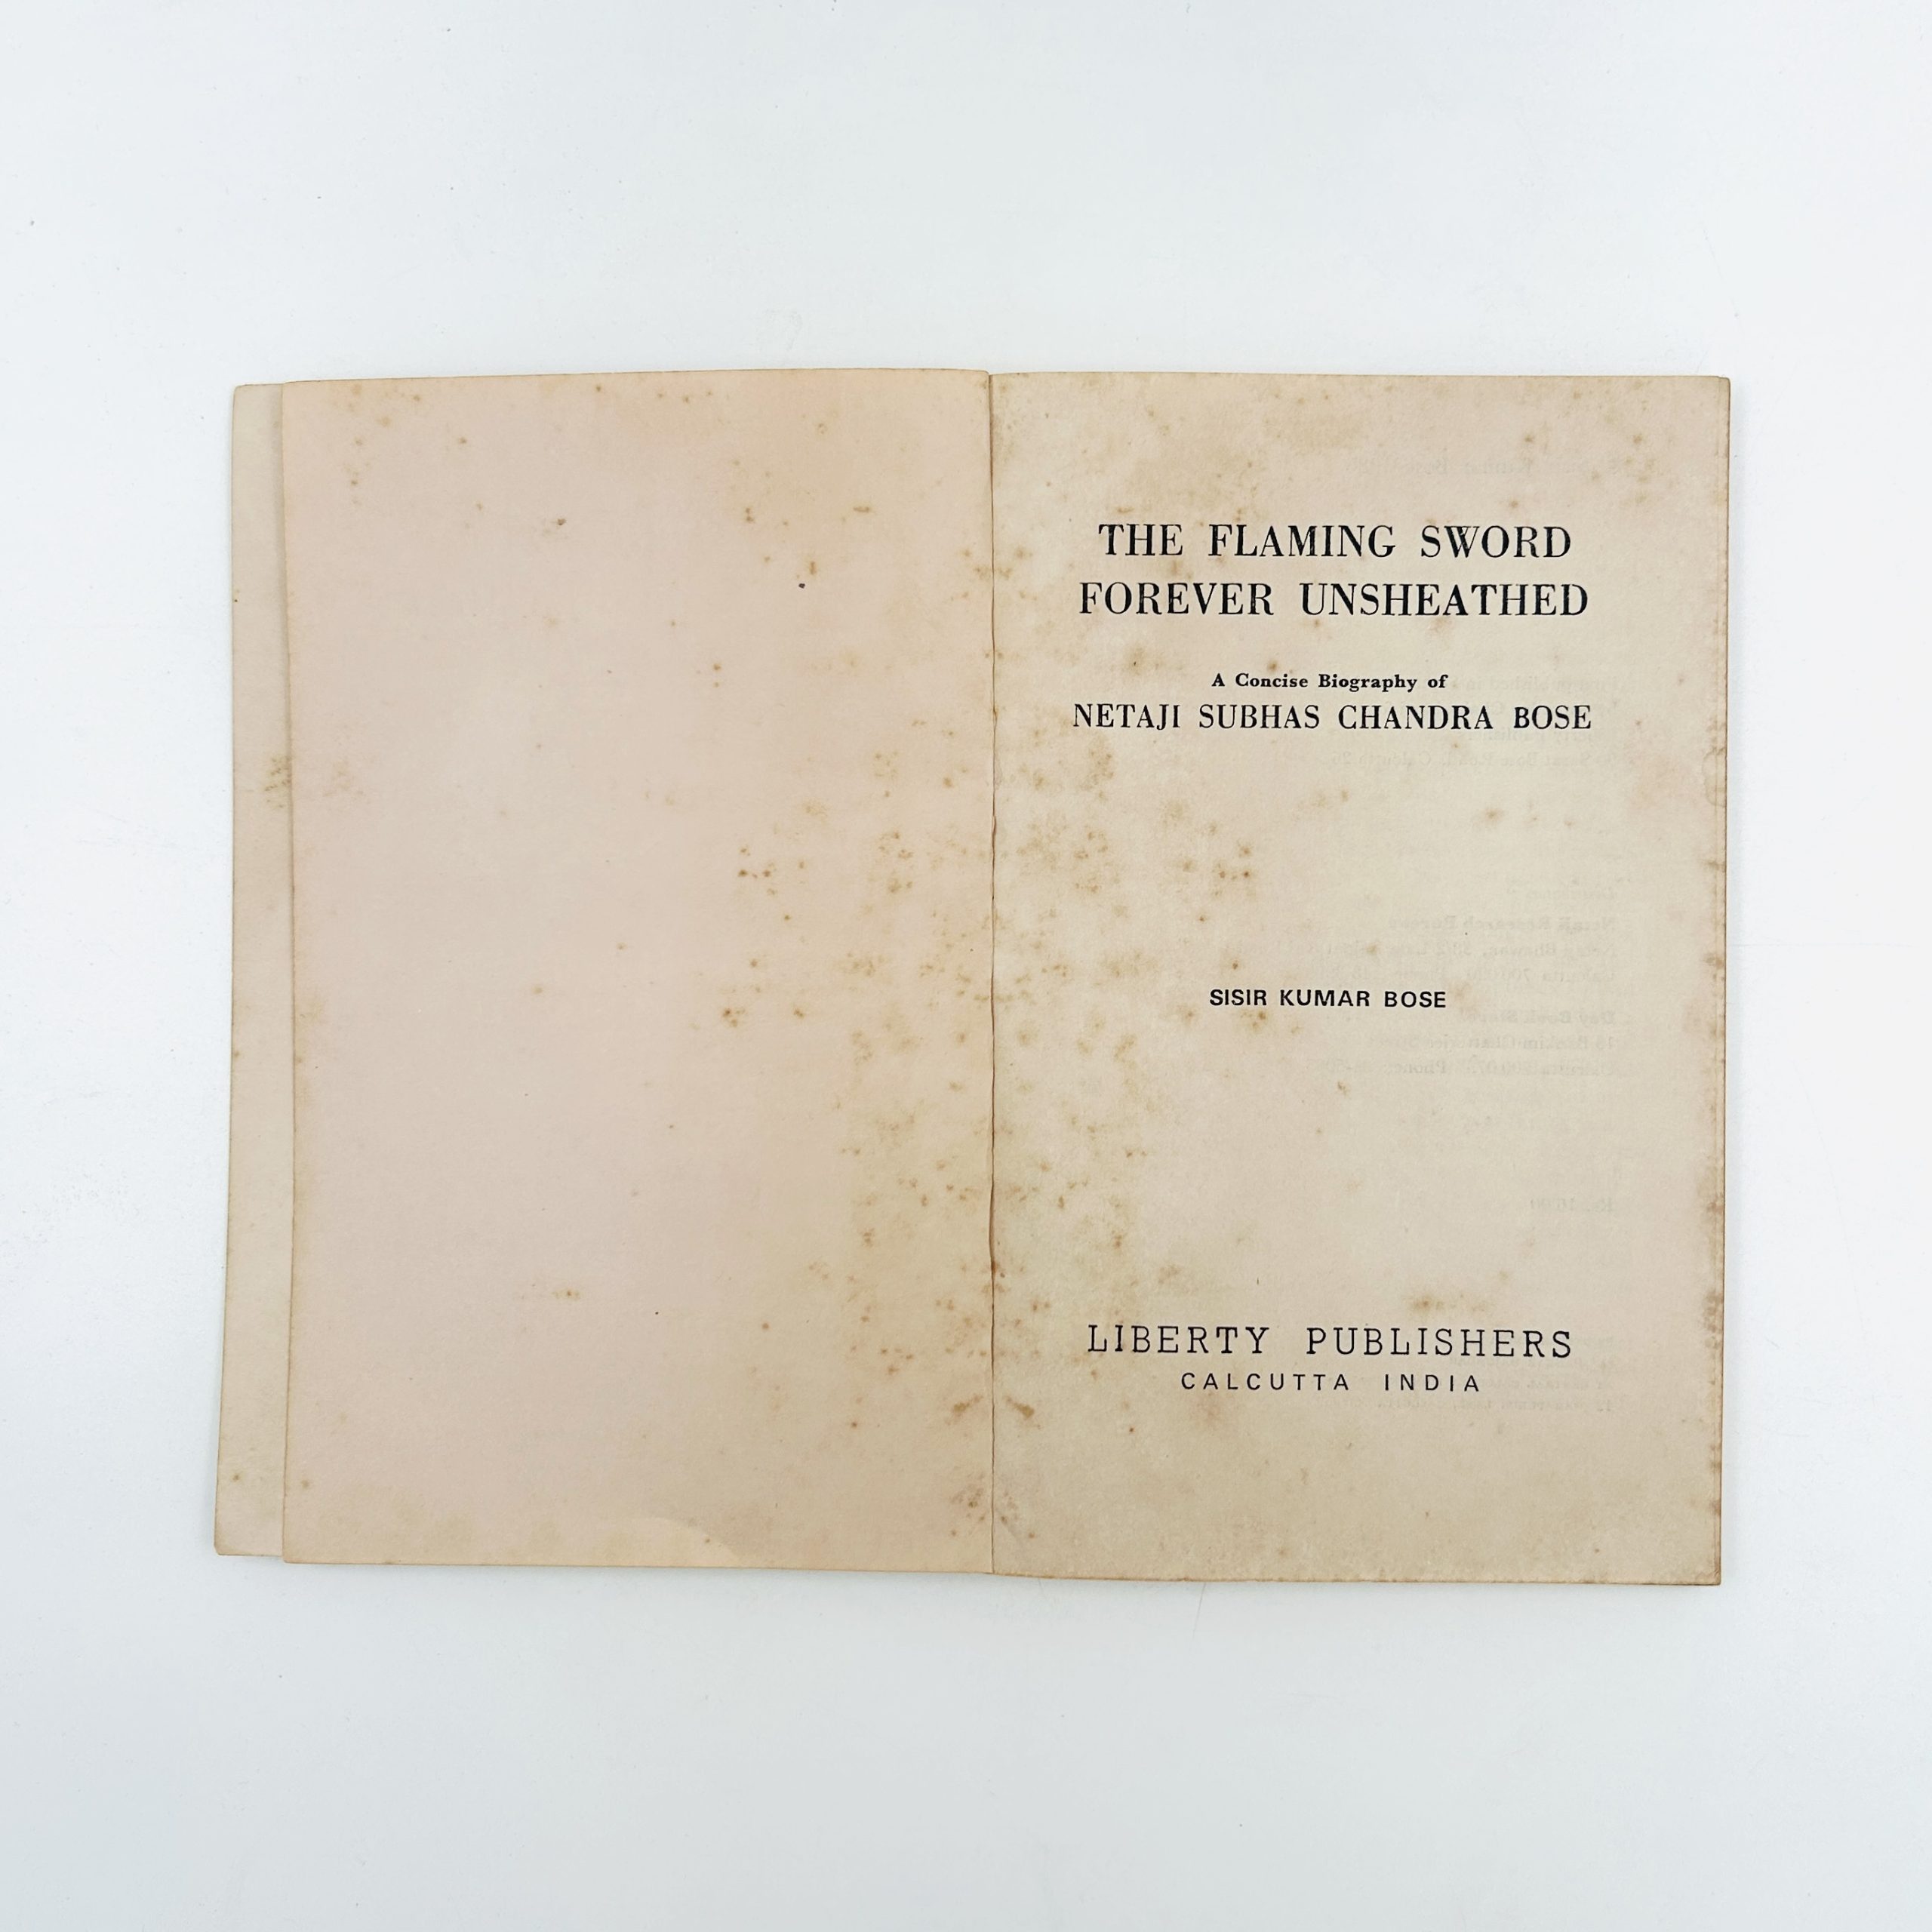 THE FLAMING SWORD
FOREVER UNSHEATHED
A Concise Biography of
NETAJI SUBHAS CHANDRA BOSE
SISIR KUMAR BOSE
LIBERTY PUBLISHERS
CALCUTTA INDIA